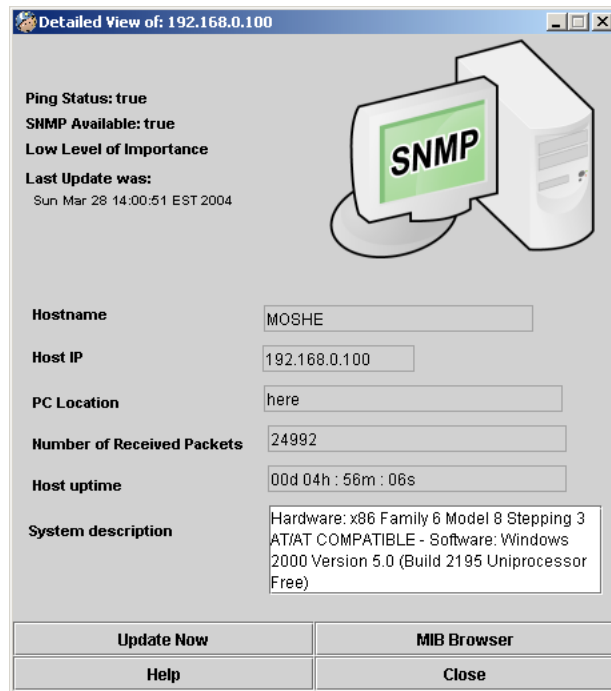 Detailed View of: 192.168.0.100
Ping Status: true
SNMP Available: true
Low Level of Importance
Last Update was:
Sun Mar 28 14:00:51 EST 2004
SNMP
Hostname
MOSHE
Host IP
192.168.0.100
PC Location
here
Number of Received Packets
24992
Host uptime
00d 04h : 56m : 06s
System description
Hardware: x86 Family 6 Model 8 Stepping 3
AT/AT COMPATIBLE - Software: Windows
2000 Version 5.0 (Build 2195 Uniprocessor
Free)
Update Now
MIB Browser
Help
Close